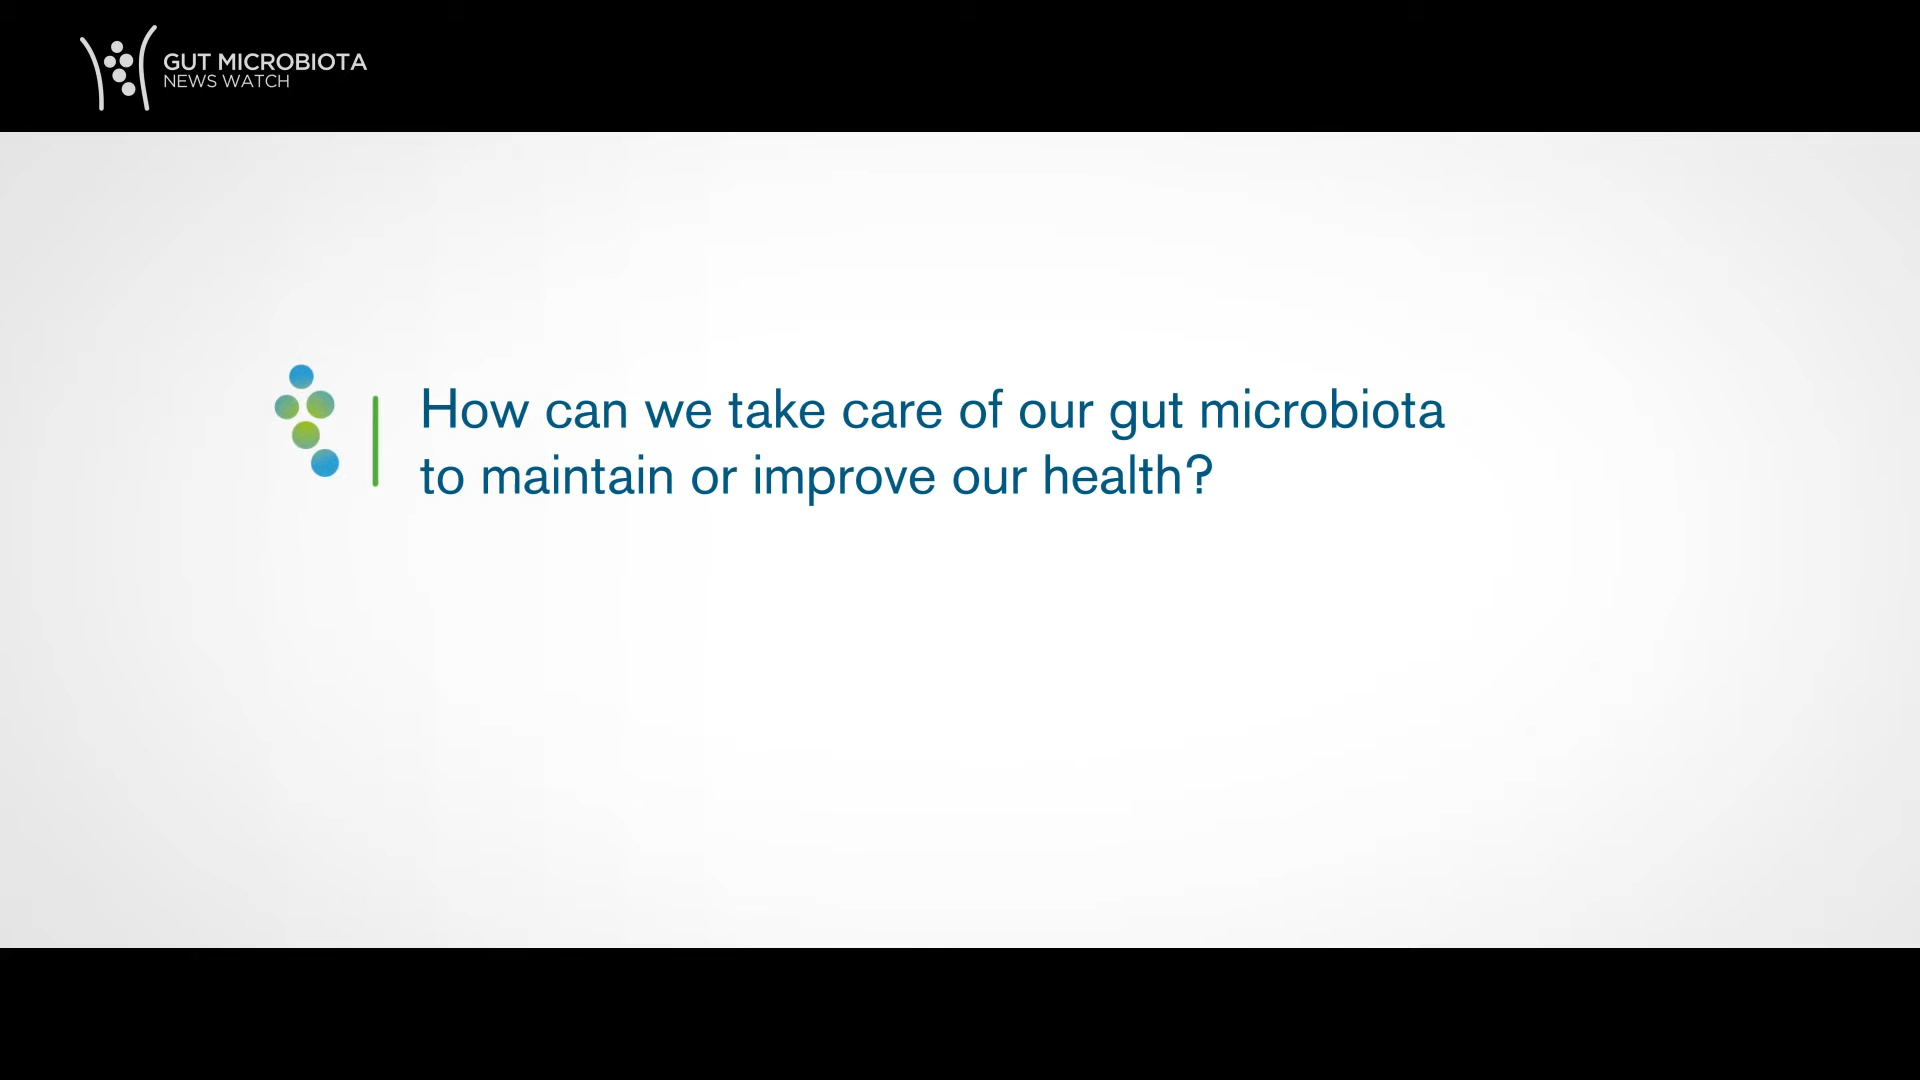 GUT MICROBIOTA
NEWS WATCH
How can we take care of our gut microbiota
to maintain or improve our health?